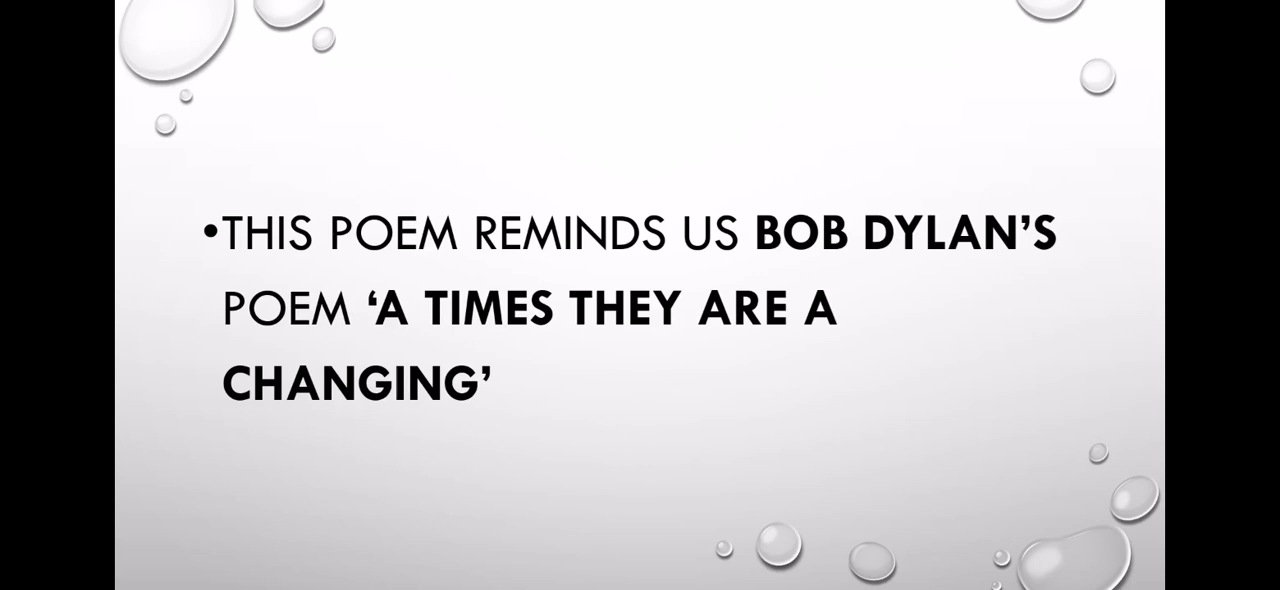 •THIS POEM REMINDS US BOB DYLAN’S
POEM ‘A TIMES THEY ARE A
CHANGING’